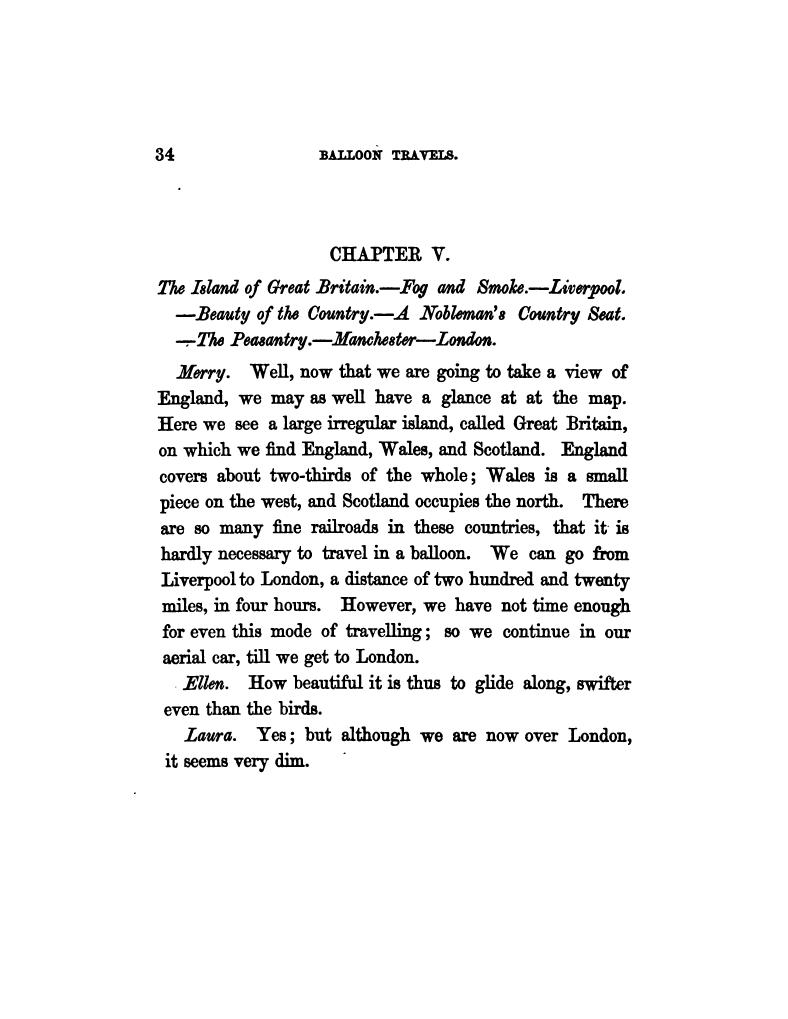 34 BALLOON TRAVELS.
CHAPTER V.
The Island of Great Britain.—Fog and Smoke.—Liverpool.
—Beauty of the Country.—A Nobleman's Country Seat.
—The Peasantry.—Manchester—London.
Merry. Well, now that we are going to take a view of
England, we may as well have a glance at at the map.
Here we see a large irregular island, called Great Britain,
on which we find England, Wales, and Scotland. England
covers about two-thirds of the whole; Wales is a small
piece on the west, and Scotland occupies the north. There
are so many fine railroads in these countries, that it is
hardly necessary to travel in a balloon. We can go from
Liverpool to London, a distance of two hundred and twenty
miles, in four hours. However, we have not time enough
for even this mode of travelling; so we continue in our
aerial car, till we get to London.
Ellen. How beautiful it is thus to glide along, swifter
even than the birds.
Laura. Yes; but although we are now over London,
it seems very dim.